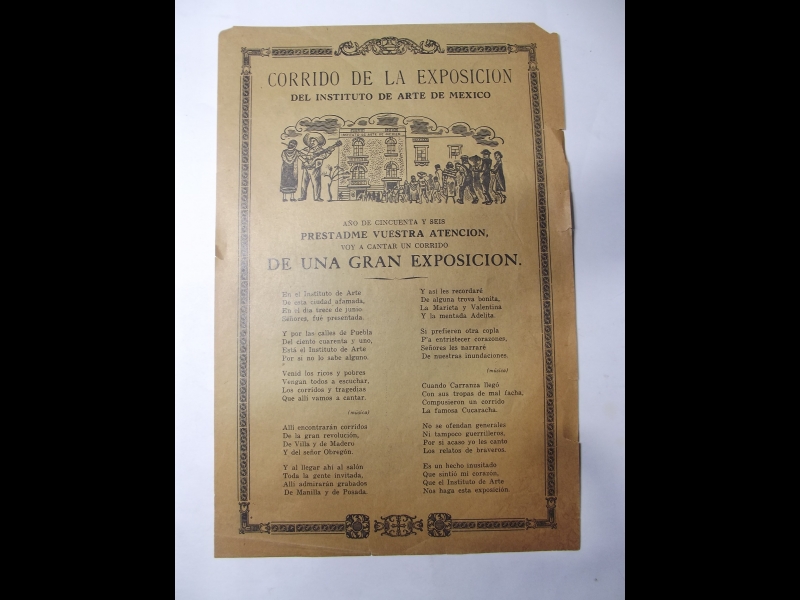 CORRIDO DE LA EXPOSICION
DEL INSTITUTO DE ARTE DE MEXICO
INSTITUTO DE ARTE DE MEXICO
AÑO DE CINCUENTA Y SEIS
PRESTADME VUESTRA ATENCION,
VOY A CANTAR UN CORRIDO
DE UNA GRAN EXPOSICION.
En el Instituto de Arte
De esta ciudad afamada,
En el día trece de junio
Señores, fué presentada.
Y por las calles de Puebla
Del ciento cuarenta y uno,
Está el Instituto de Arte
Por si no lo sabe alguno.
Venid los ricos y pobres
Vengan todos a escuchar,
Los corridos y tragedias
Que allí vamos a cantar.
(música)
Allí encontrarán corridos
De la gran revolución,
De Villa y de Madero
Y del señor Obregón.
Y al llegar ahí al salón
Toda la gente invitada,
Allí admirarán grabados
De Manilla y de Posada.
Y así les recordaré
De alguna trova bonita,
La Marieta y Valentina
Y la mentada Adelita.
Si prefieren otra copla
P'a entristecer corazones,
Señores les narraré
De nuestras inundaciones.
(música)
Cuando Carranza llegó
Con sus tropas de mal facha,
Compusieron un corrido
La famosa Cucaracha.
No se ofendan generales
Ni tampoco guerrilleros,
Por si acaso yo les canto
Los relatos de braveros.
Es un hecho inusitado
Que sintió mi corazón,
Que el Instituto de Arte
Nos haga esta exposición